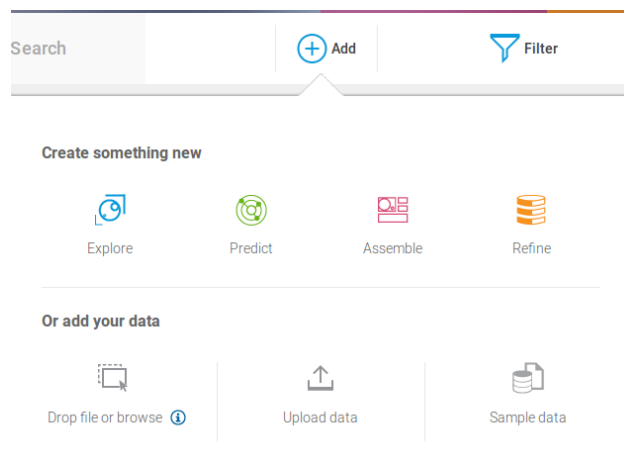 Search
Add
Filter
Create something new
Explore
Predict
Assemble
Refine
Or add your data
Drop file or browse
Upload data
Sample data